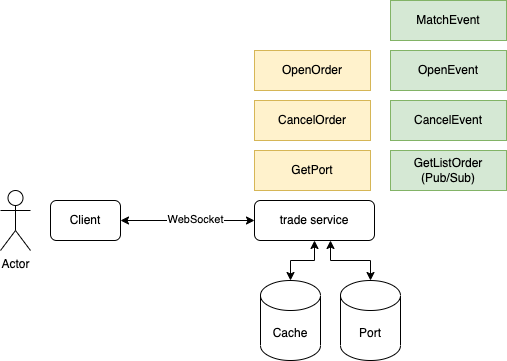 MatchEvent
OpenOrder
OpenEvent
CancelOrder
CancelEvent
GetPort
GetListOrder
(Pub/Sub)
Client
WebSocket
trade service
Actor
Cache
Port